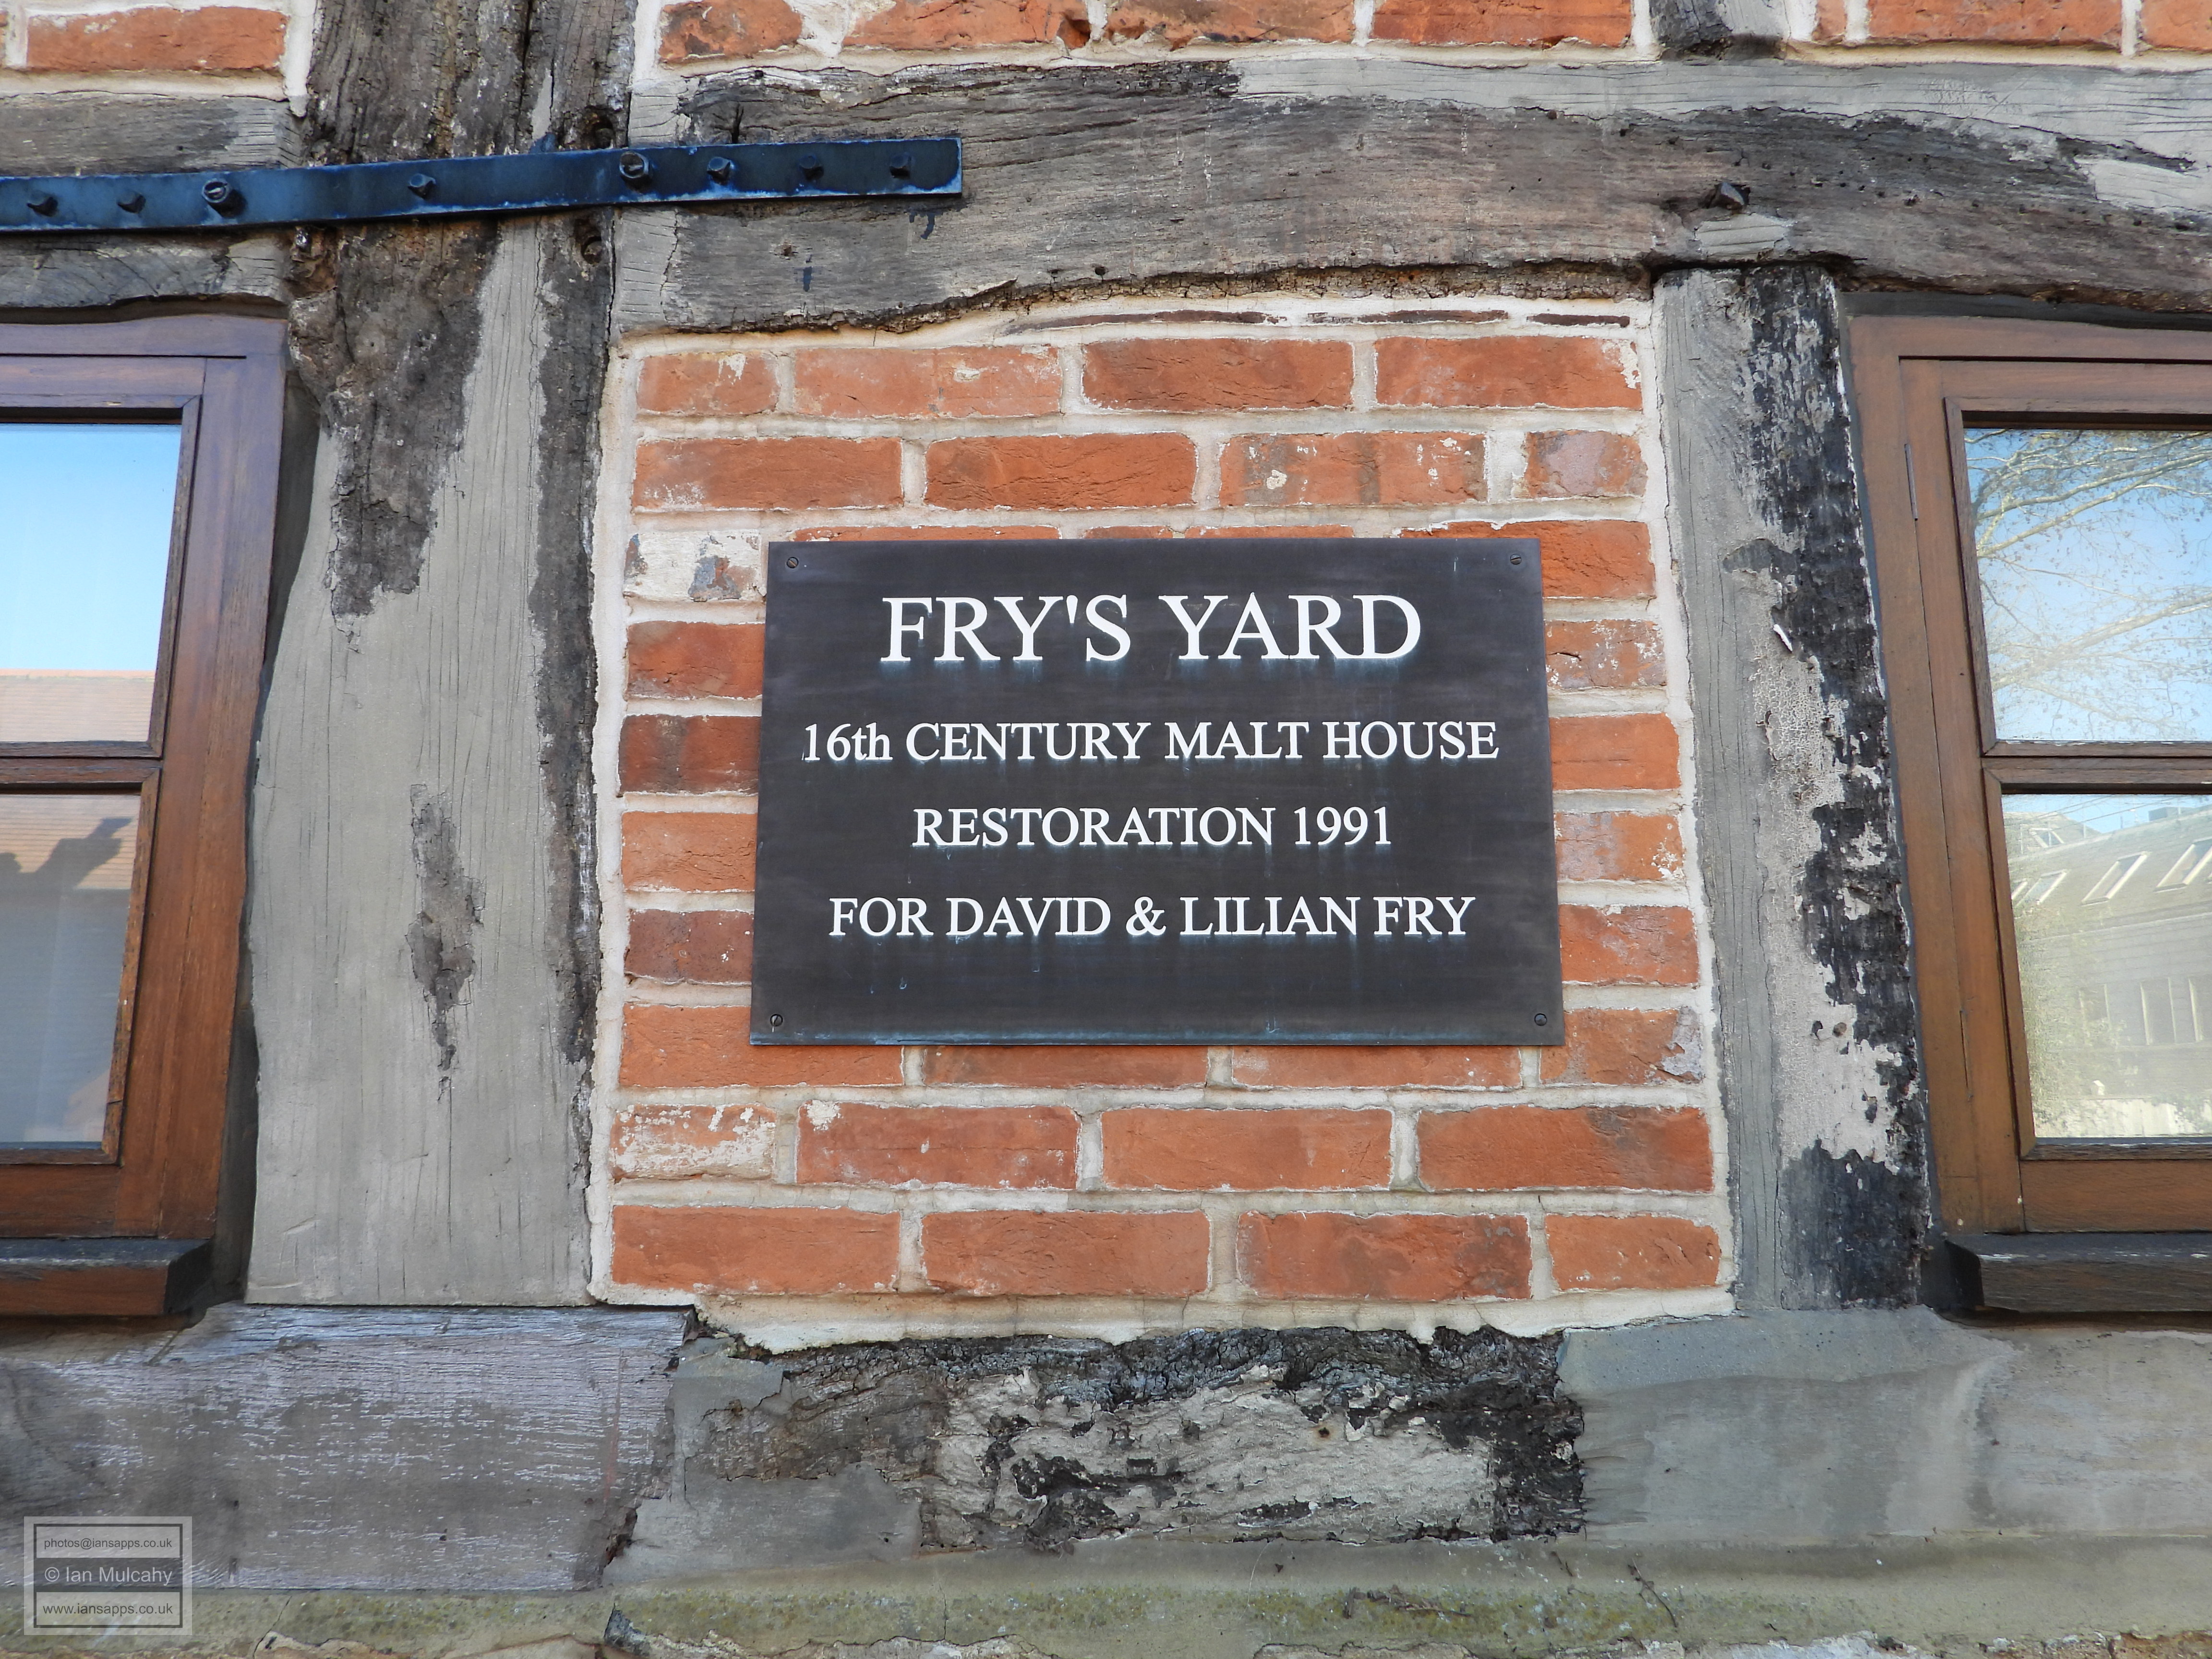 FRY'S YARD
16th CENTURY MALT HOUSE
RESTORATION 1991
FOR DAVID & LILIAN FRY
photos@iansapps.co.uk
© Ian Mulcahy
www.iansapps.co.uk